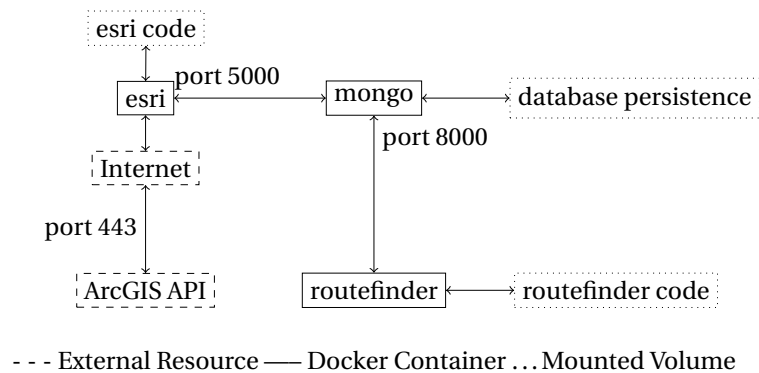 esri code
port 5000
esri
mongo
database persistence
port 8000
Internet
port 443
ArcGIS API
routefinder
routefinder code
- - - External Resource —— Docker Container ... Mounted Volume